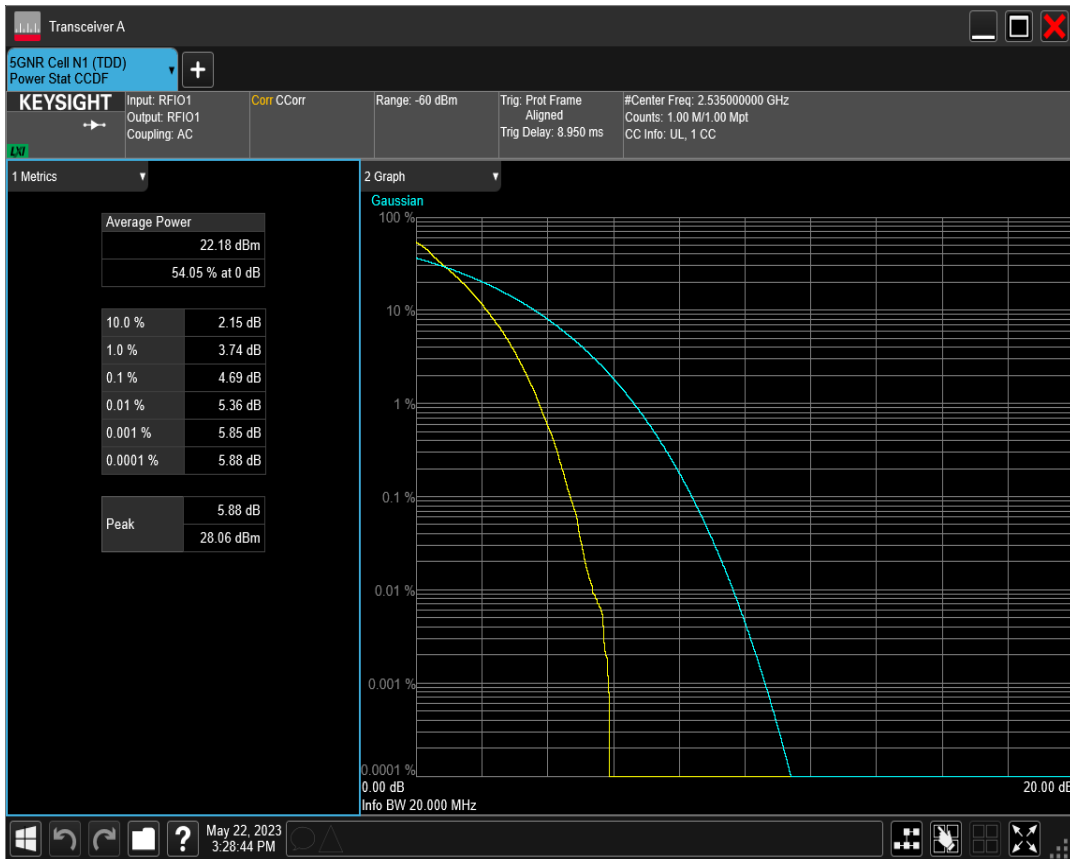 Transceiver A
5GNR Cell N1 (TDD)
Power Stat CCDF
+
KEYSIGHT
LXI
Input: RFIO1
Output: RFIO1
Coupling: AC
Corr CCorr
Range: -60 dBm
Trig: Prot Frame
Aligned
Trig Delay: 8.950 ms
#Center Freq: 2.535000000 GHz
Counts: 1.00 M/1.00 Mpt
CC Info: UL, 1 CC
1 Metrics
Average Power
22.18 dBm
54.05 % at 0 dB
10.0 % 2.15 dB
1.0 % 3.74 dB
0.1 % 4.69 dB
0.01 % 5.36 dB
0.001 % 5.85 dB
0.0001 % 5.88 dB
Peak
5.88 dB
28.06 dBm
2 Graph
Gaussian
100 %
10 %
1 %
0.1 %
0.01 %
0.001 %
0.0001 %
0.00 dB 20.00 dB
Info BW 20.000 MHz
?
May 22, 2023
3:28:44 PM